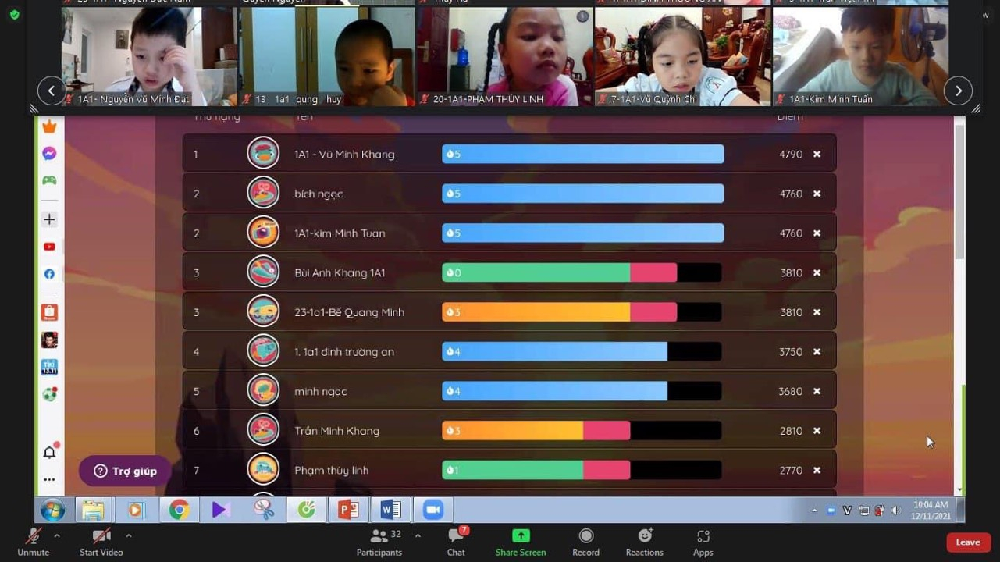 Quyên Nguyễn
1A1- Nguyễn Vũ Minh Đạt
13 1a1 qung huy
20-1A1-PHẠM THÙY LINH
7-1A1-Vũ Quỳnh Chi
1A1-Kim Minh Tuấn
Thứ hạng Tên Điểm
1 1A1 - Vũ Minh Khang 5 4790
2 bích ngọc 5 4760
2 1A1-kim Minh Tuan 5 4760
3 Bùi Anh Khang 1A1 0 3810
3 23-1a1-Bế Quang Minh 3 3810
4 1. 1a1 đinh trường an 4 3750
5 minh ngọc 4 3680
6 Trần Minh Khang 3 2810
7 Phạm thùy linh 1 2770
Trợ giúp
V
10:04 AM
12/11/2021
Unmute
Start Video
32
Participants
7
Chat
Share Screen
Record
Reactions
Apps
Leave